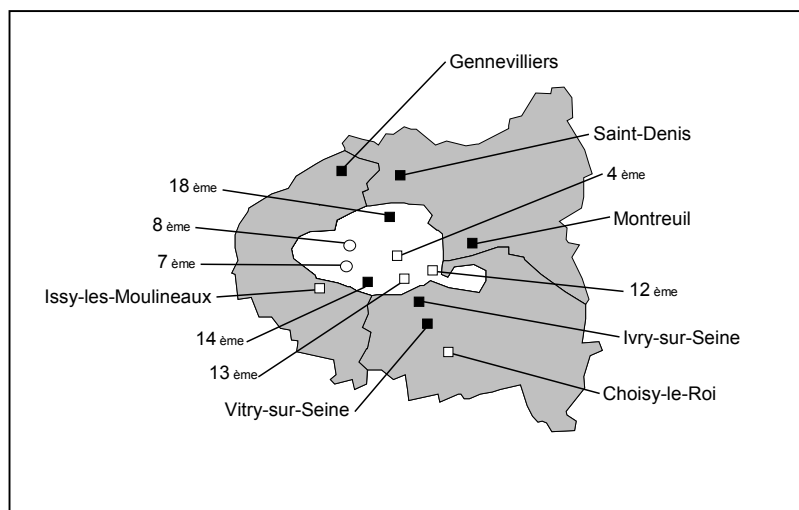 Gennevilliers
Saint-Denis
4 ème
18 ème
8 ème
Montreuil
7 ème
12 ème
Issy-les-Moulineaux
14 ème
Ivry-sur-Seine
13 ème
Choisy-le-Roi
Vitry-sur-Seine